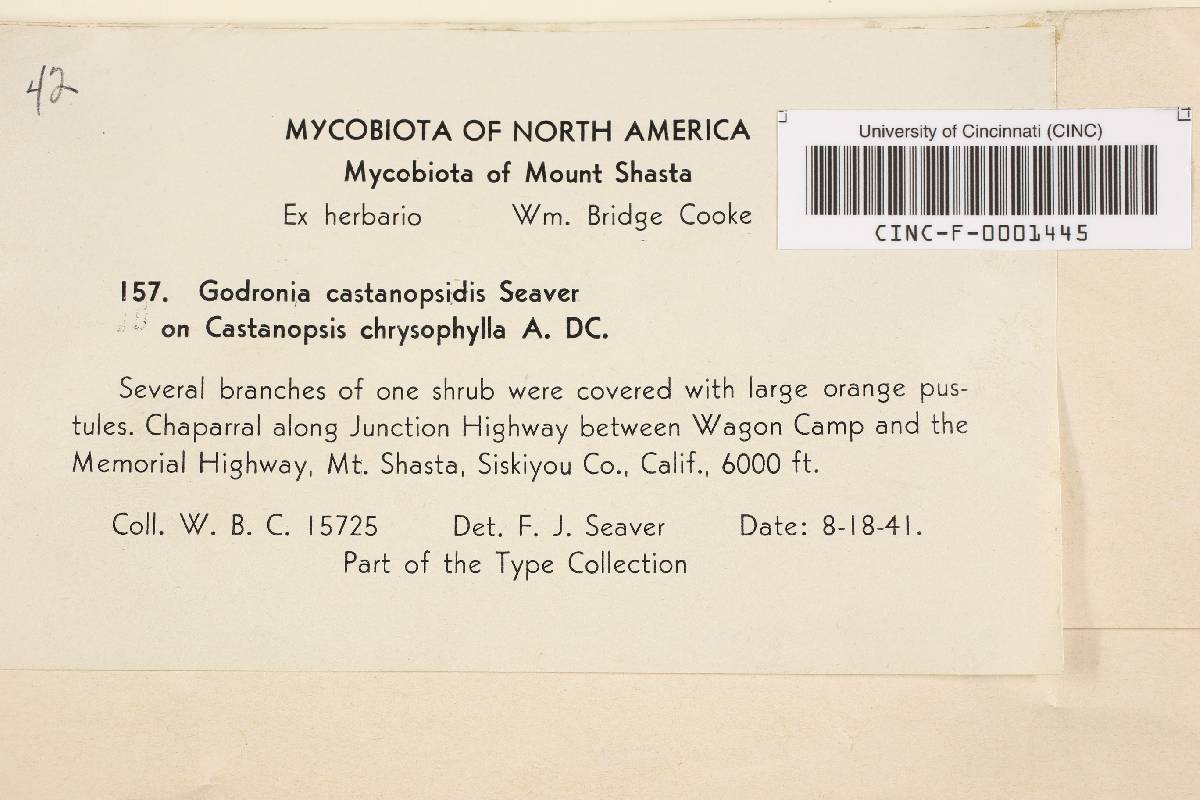 42
MYCOBIOTA OF NORTH AMERICA
Mycobiota of Mount Shasta
Ex herbario Wm. Bridge Cooke
University of Cincinnati (CINC)
CINC-F-0001445
157. Godronia castanopsidis Seaver
on Castanopsis chrysophylla A. DC.
Several branches of one shrub were covered with large orange pus-
tules. Chaparral along Junction Highway between Wagon Camp and the
Memorial Highway, Mt. Shasta, Siskiyou Co., Calif., 6000 ft.
Coll. W. B. C. 15725 Det. F. J. Seaver Date: 8-18-41.
Part of the Type Collection